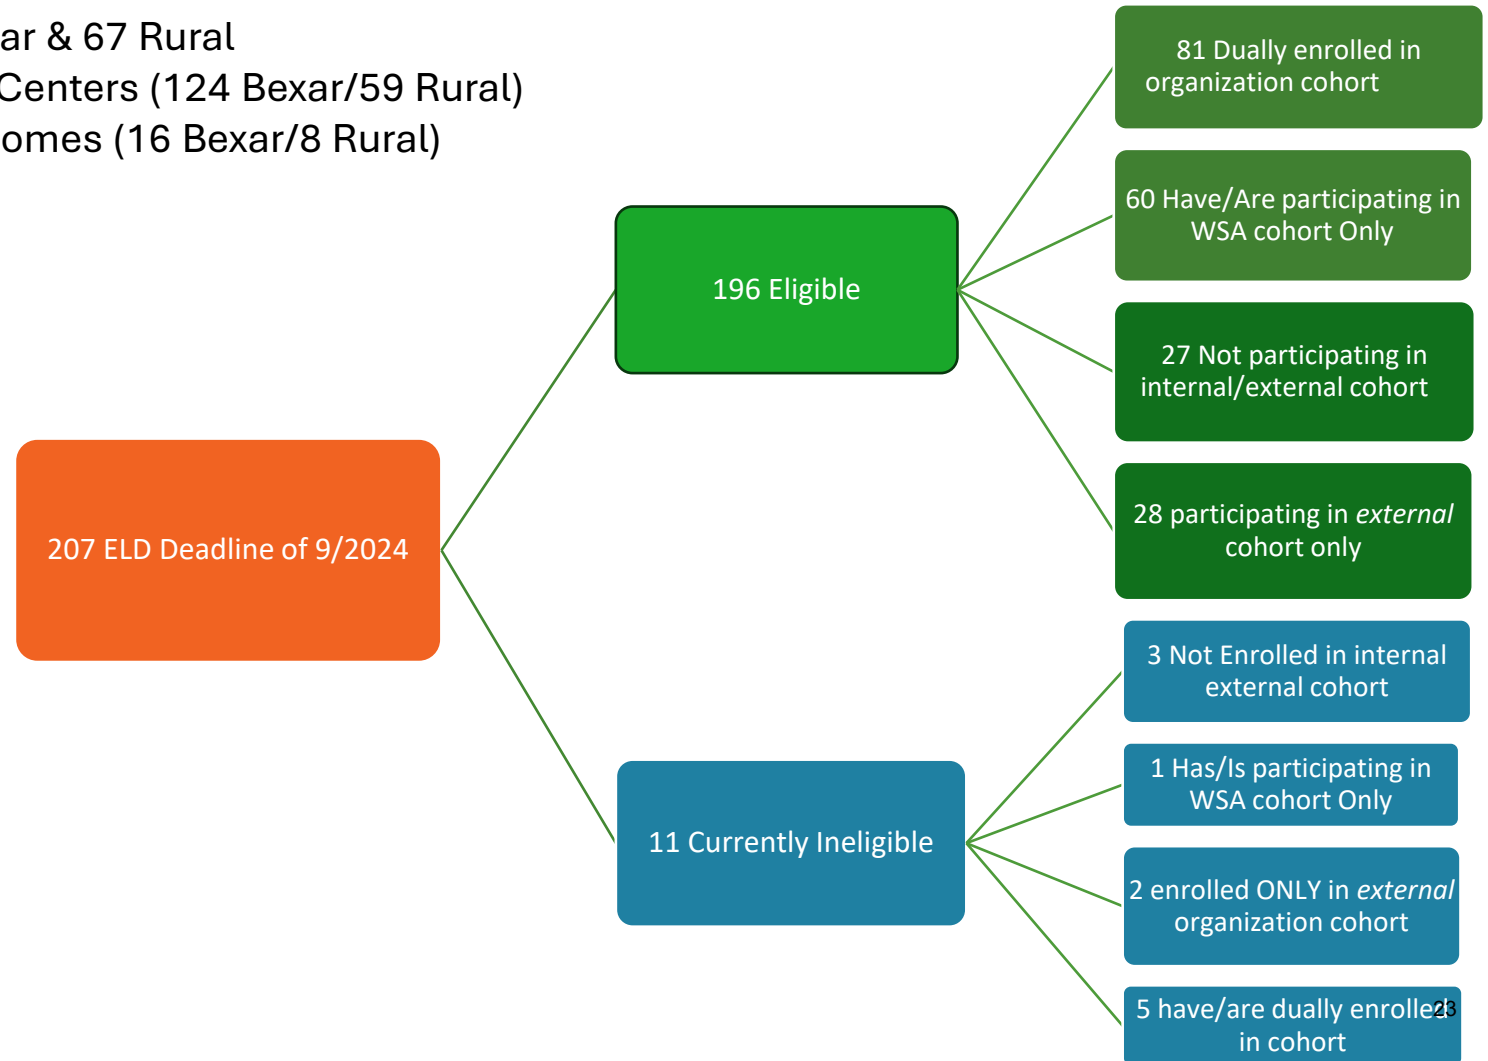 ar & 67 Rural
Centers (124 Bexar/59 Rural)
omes (16 Bexar/8 Rural)
81 Dually enrolled in
organization cohort
60 Have/Are participating in
WSA cohort Only
196 Eligible
27 Not participating in
internal/external cohort
28 participating in external
cohort only
207 ELD Deadline of 9/2024
3 Not Enrolled in internal
external cohort
1 Has/Is participating in
WSA cohort Only
11 Currently Ineligible
2 enrolled ONLY in external
organization cohort
5 have/are dually enrolled
in cohort
23